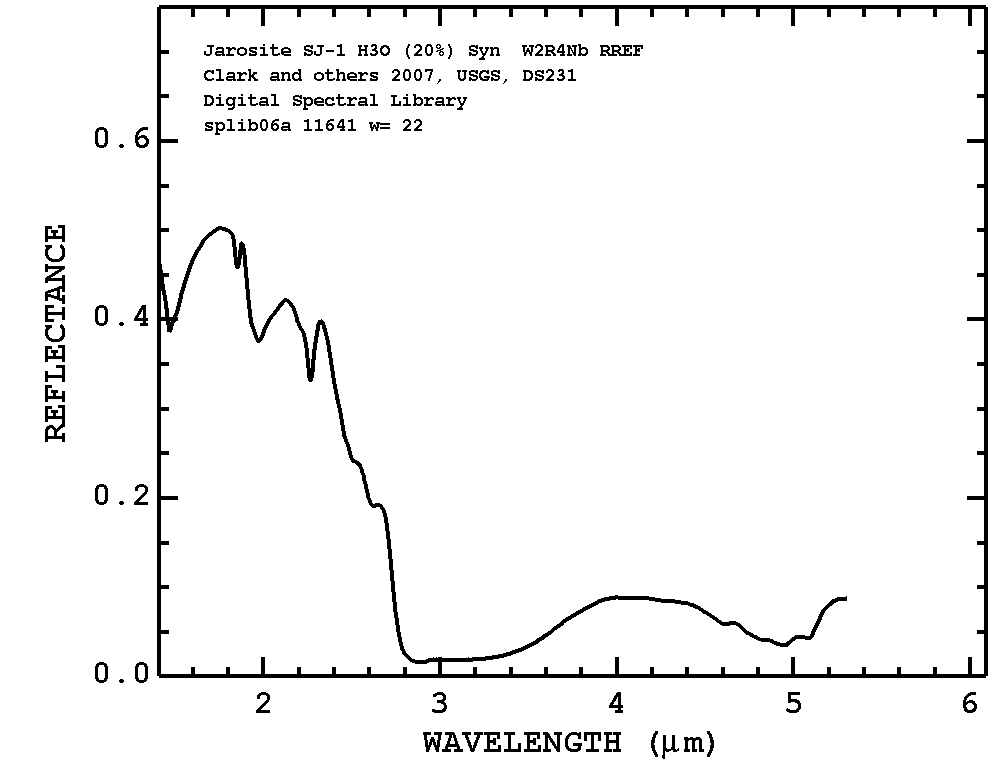 Jarosite SJ-1 H3O (20%) Syn  W2R4Nb RREF
Clark and others 2007, USGS, DS231
Digital Spectral Library
splib06a 11641 w= 22
0.6
0.4
0.2
0.0
REFLECTANCE
2 3 4 5 6
WAVELENGTH (μm)